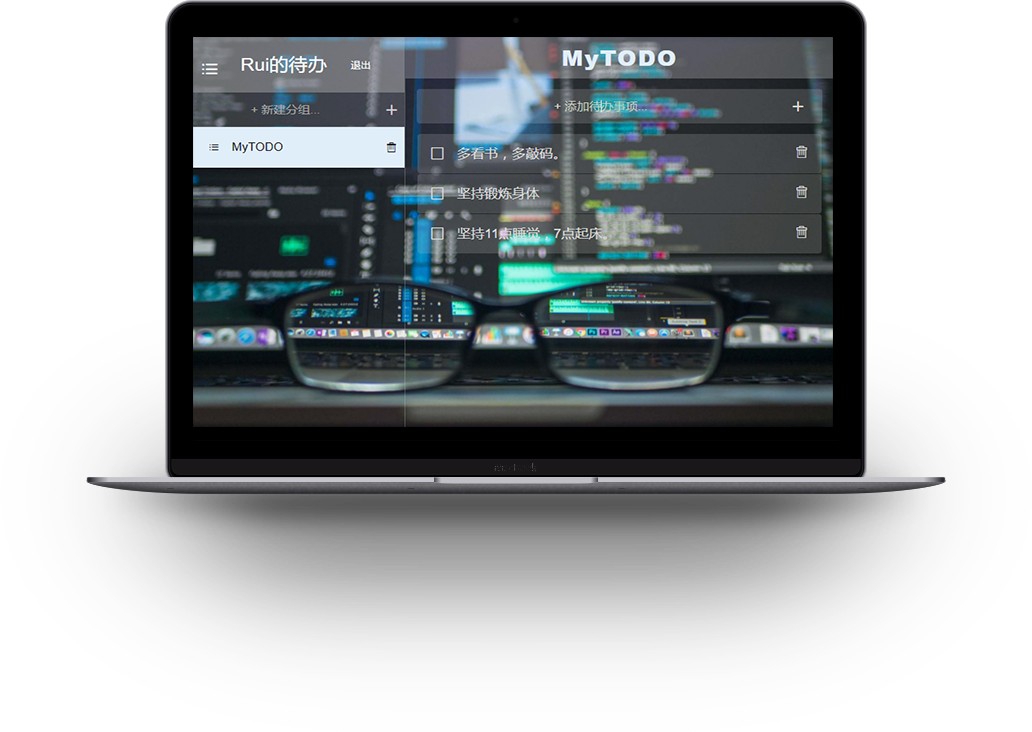 Rui的待办
退出
+ 新建分组...
MyTODO
MyTODO
+ 添加待办事项...
多看书，多敲码。
坚持锻炼身体
坚持11点睡觉，7点起床。